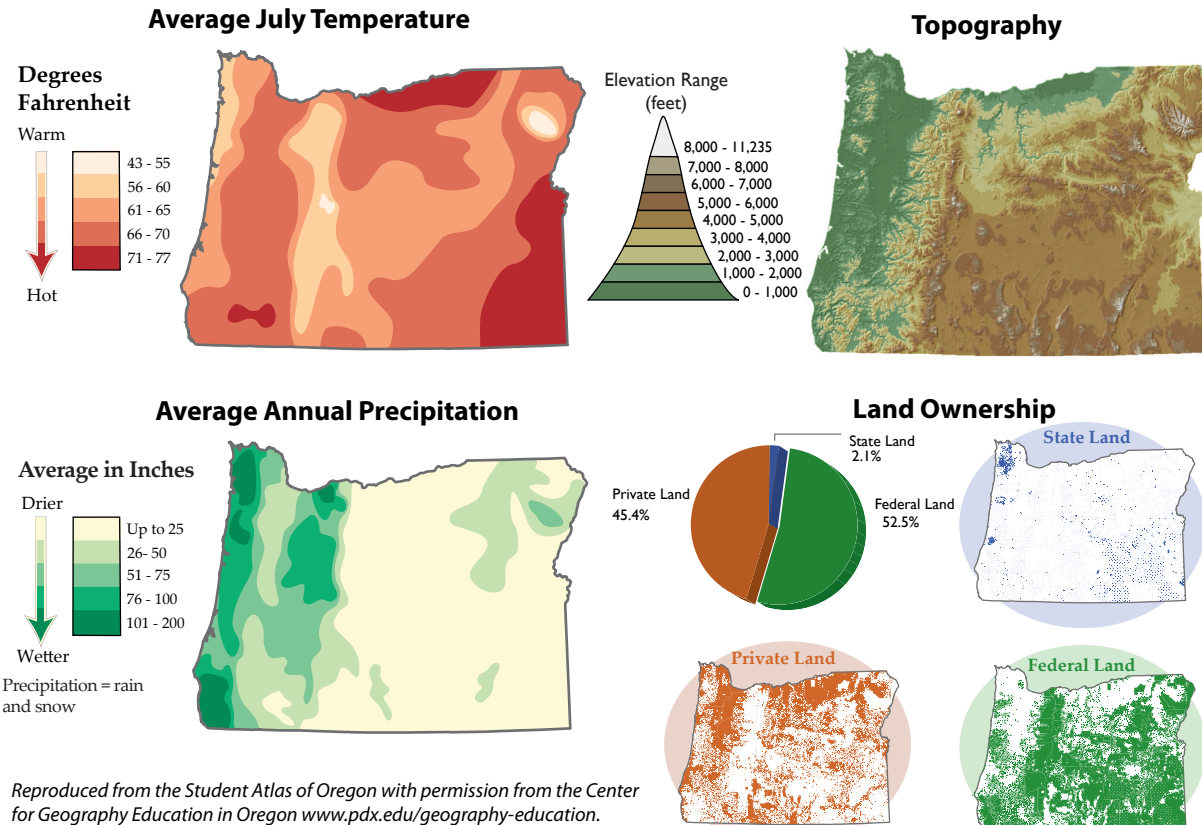 Average July Temperature
Degrees
Fahrenheit
Warm
43 - 55
56 - 60
61 - 65
66 - 70
71 - 77
Hot
Topography
Elevation Range
(feet)
8,000 - 11,235
7,000 - 8,000
6,000 - 7,000
5,000 - 6,000
4,000 - 5,000
3,000 - 4,000
2,000 - 3,000
1,000 - 2,000
0 - 1,000
Average Annual Precipitation
Average in Inches
Drier
Up to 25
26- 50
51 - 75
76 - 100
101 - 200
Wetter
Precipitation = rain
and snow
Land Ownership
State Land
2.1%
Private Land
45.4%
Federal Land
52.5%
State Land
Private Land
Federal Land
Reproduced from the Student Atlas of Oregon with permission from the Center
for Geography Education in Oregon www.pdx.edu/geography-education.